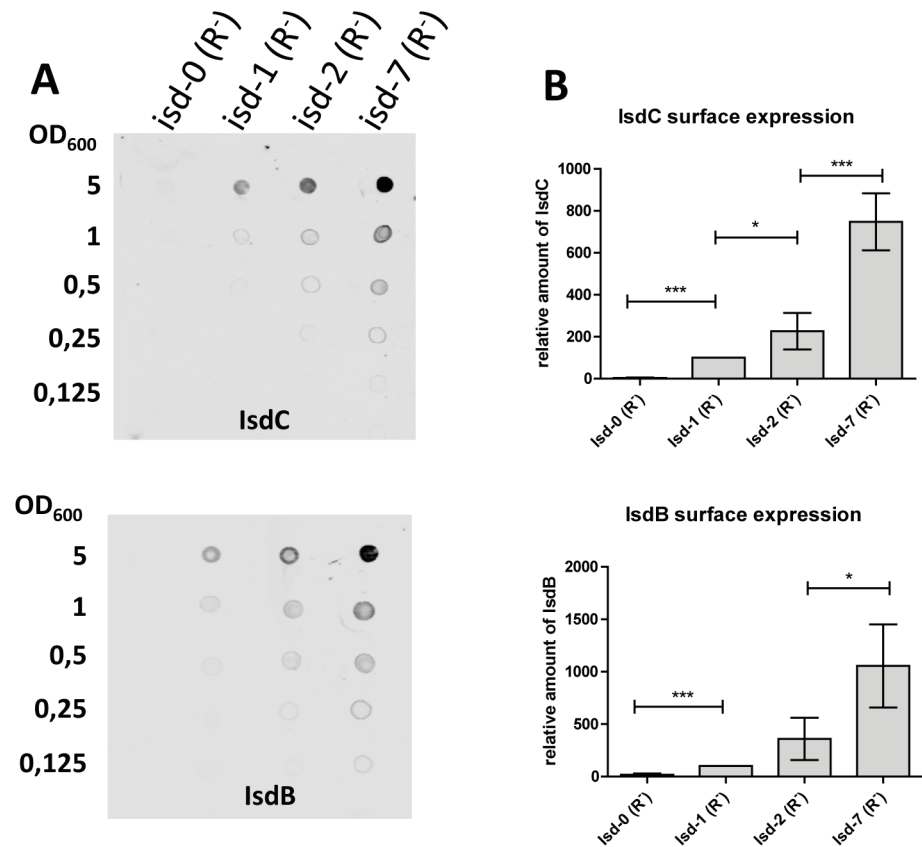 A
isd-0 (R⁻)
isd-1 (R⁻)
isd-2 (R⁻)
isd-7 (R⁻)
OD600
5
1
0,5
0,25
0,125
IsdC
OD600
5
1
0,5
0,25
0,125
IsdB
B
IsdC surface expression
relative amount of IsdC
1000
800
600
400
200
0
***
*
***
Isd-0 (R⁻)
Isd-1 (R⁻)
Isd-2 (R⁻)
Isd-7 (R⁻)
IsdB surface expression
relative amount of IsdB
2000
1500
1000
500
0
***
*
Isd-0 (R⁻)
Isd-1 (R⁻)
Isd-2 (R⁻)
Isd-7 (R⁻)